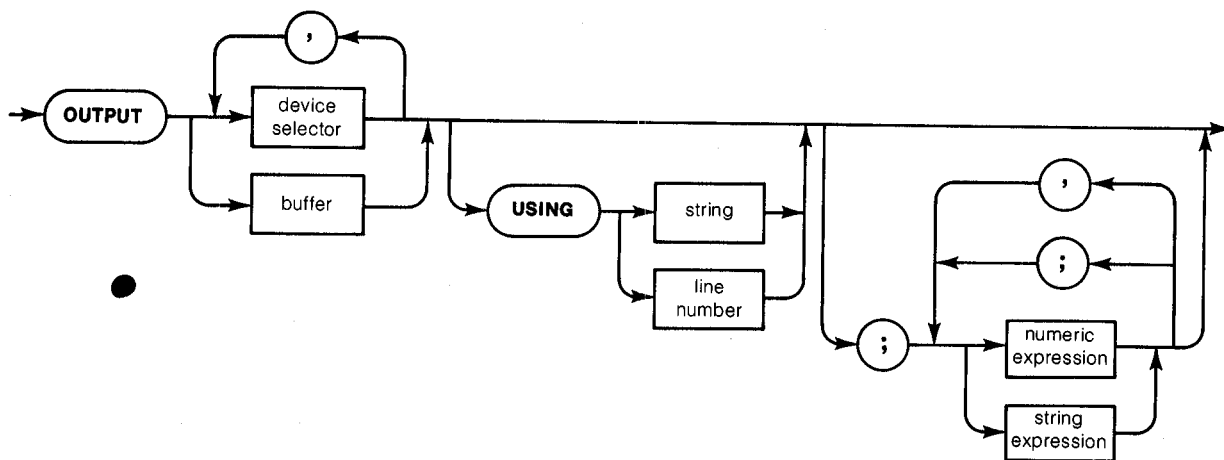 ,
OUTPUT
device
selector
buffer
USING
string
line
number
,
;
;
numeric
expression
string
expression